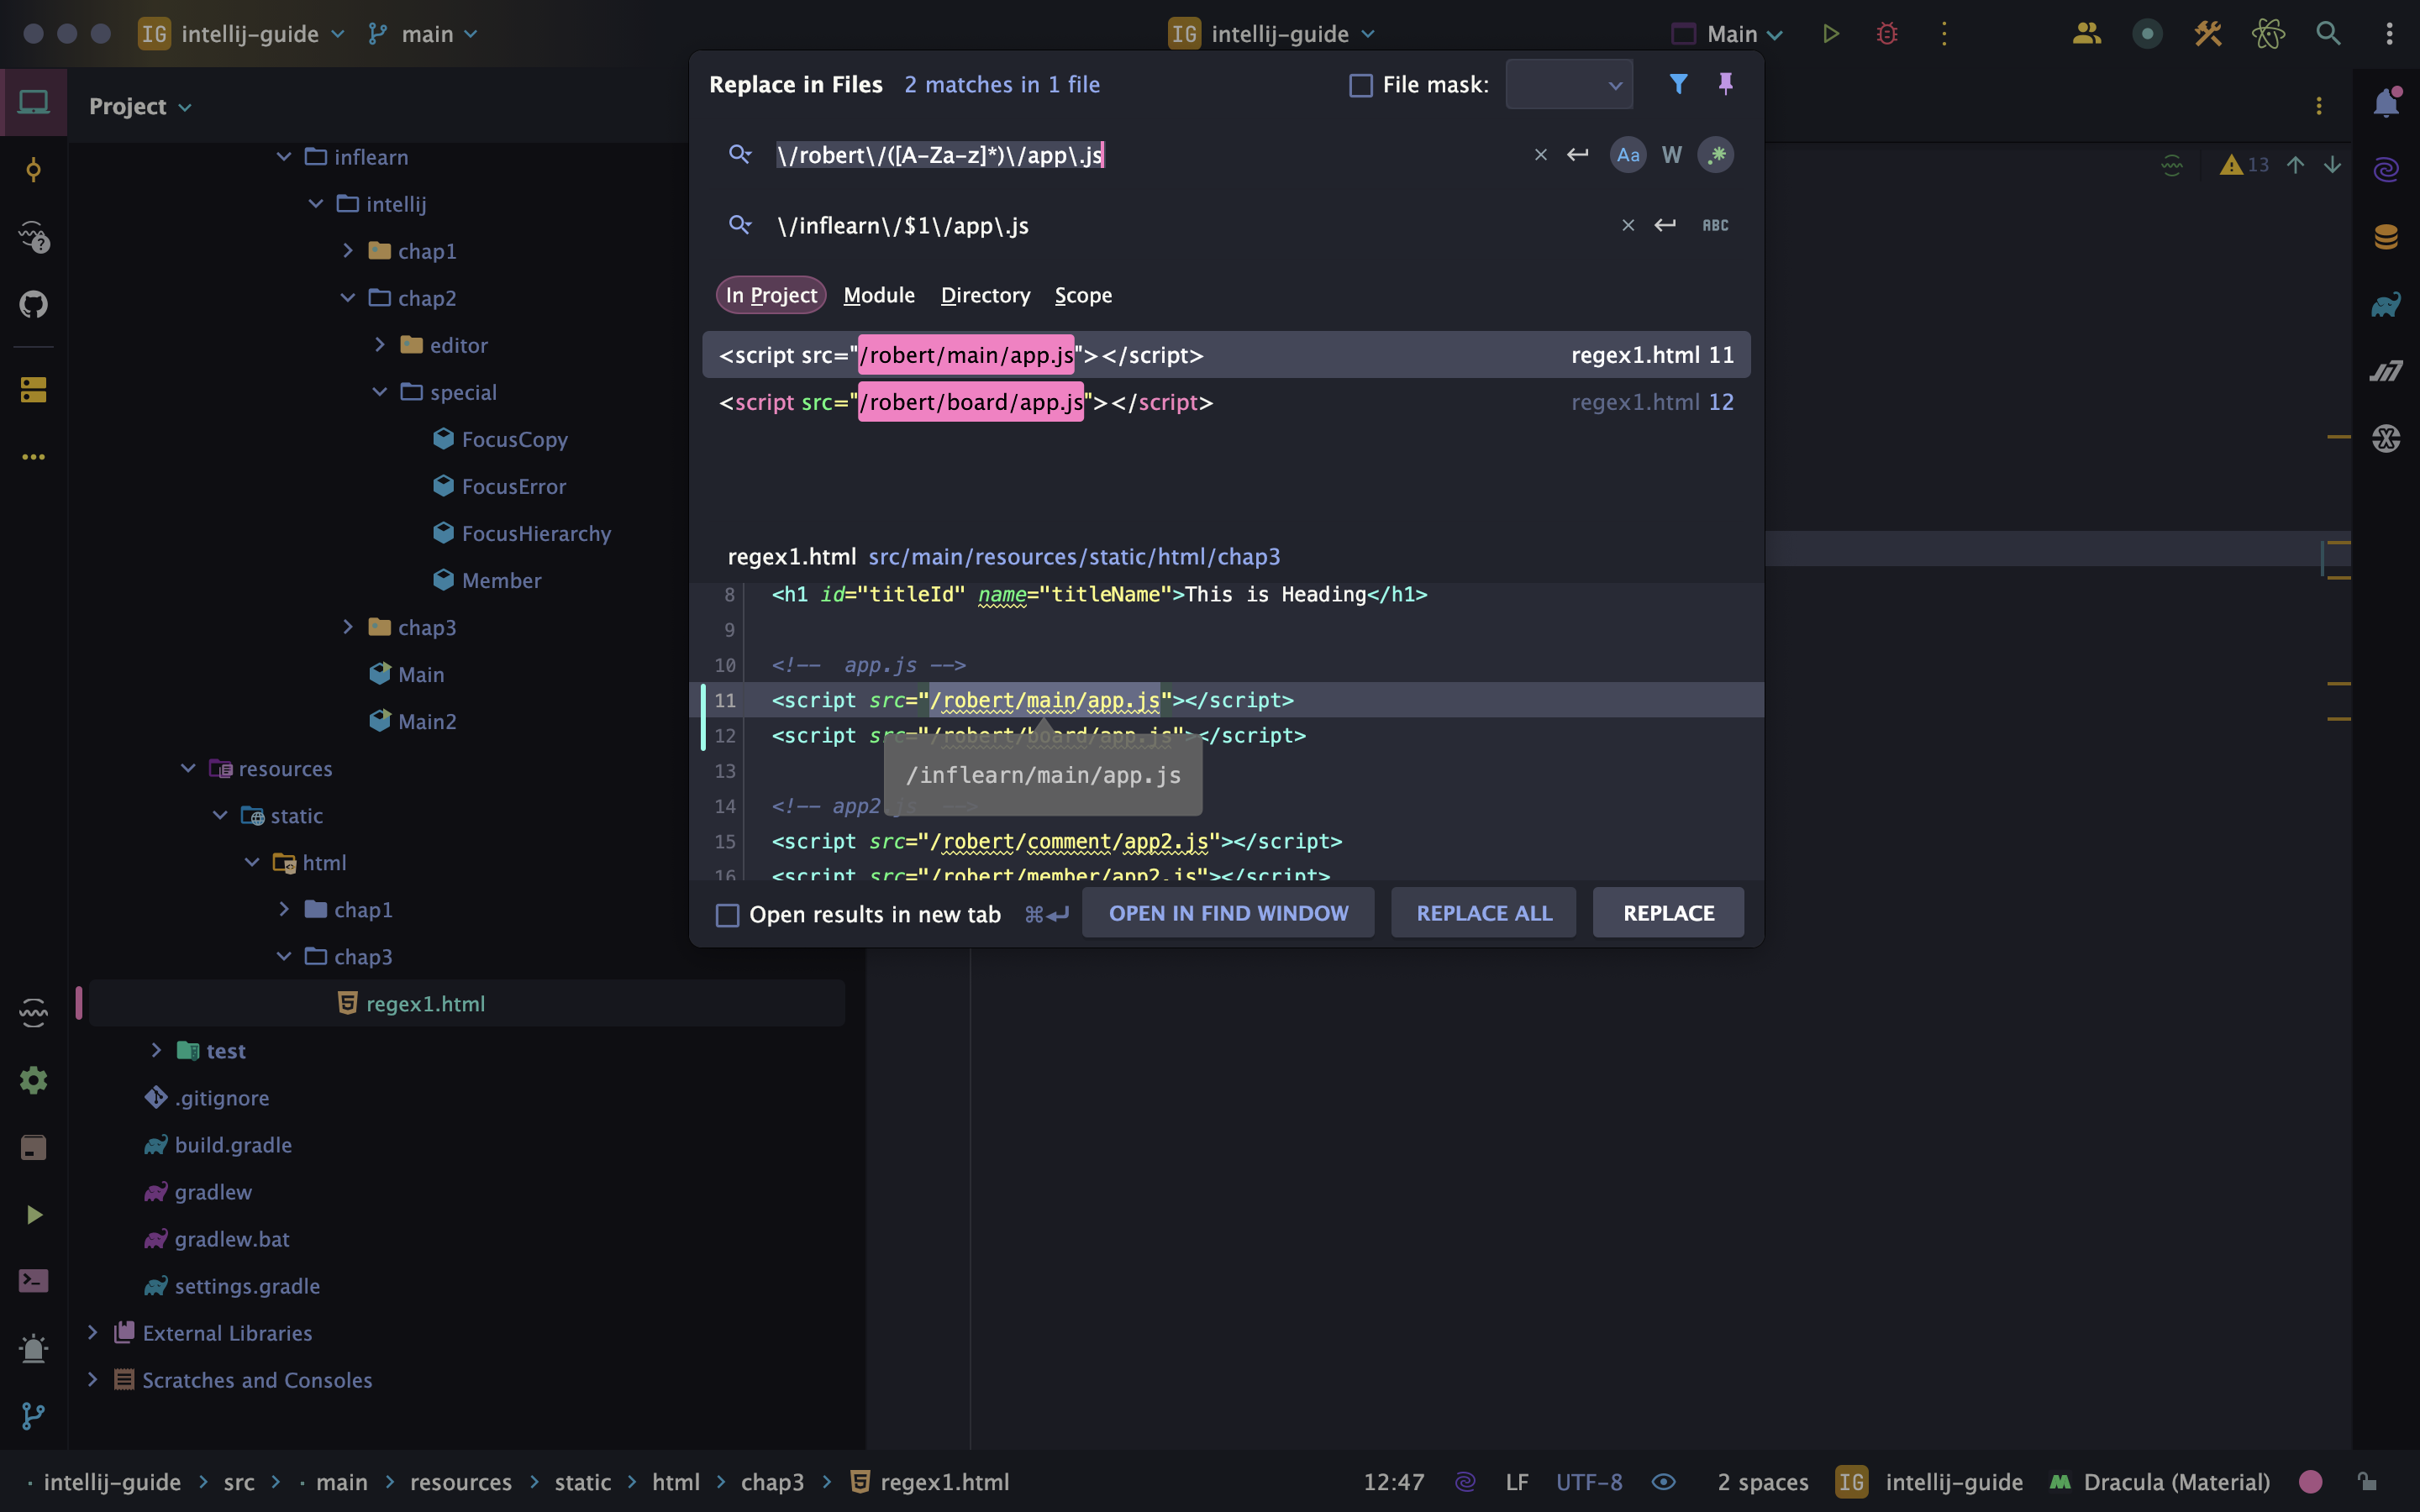 IG intellij-guide main
IG intellij-guide
Main
Project
inflearn
intellij
chap1
chap2
editor
special
FocusCopy
FocusError
FocusHierarchy
Member
chap3
Main
Main2
resources
static
html
chap1
chap3
regex1.html
test
.gitignore
build.gradle
gradlew
gradlew.bat
settings.gradle
External Libraries
Scratches and Consoles
Replace in Files 2 matches in 1 file File mask:
\/robert\/([A-Za-z]*)\/app\.js Aa W .*
\/inflearn\/$1\/app\.js ABC
In Project Module Directory Scope
<script src="/robert/main/app.js"></script> regex1.html 11
<script src="/robert/board/app.js"></script> regex1.html 12
regex1.html src/main/resources/static/html/chap3
8 <h1 id="titleId" name="titleName">This is Heading</h1>
9
10 <!-- app.js -->
11 <script src="/robert/main/app.js"></script>
12 <script src="/robert/board/app.js"></script>
13
/inflearn/main/app.js
14 <!-- app2.js -->
15 <script src="/robert/comment/app2.js"></script>
16 <script src="/robert/member/app2.js"></script>
Open results in new tab ⌘↵ OPEN IN FIND WINDOW REPLACE ALL REPLACE
13
intellij-guide > src > main > resources > static > html > chap3 > regex1.html
12:47 LF UTF-8 2 spaces IG intellij-guide Dracula (Material)